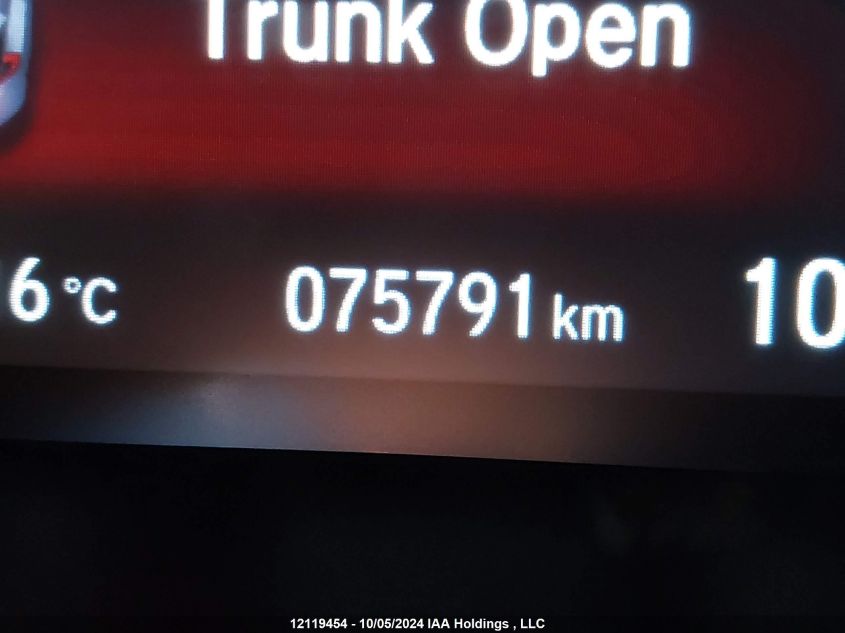 Trunk Open
6 °C 075791 km 10
12119454 - 10/05/2024 IAA Holdings , LLC